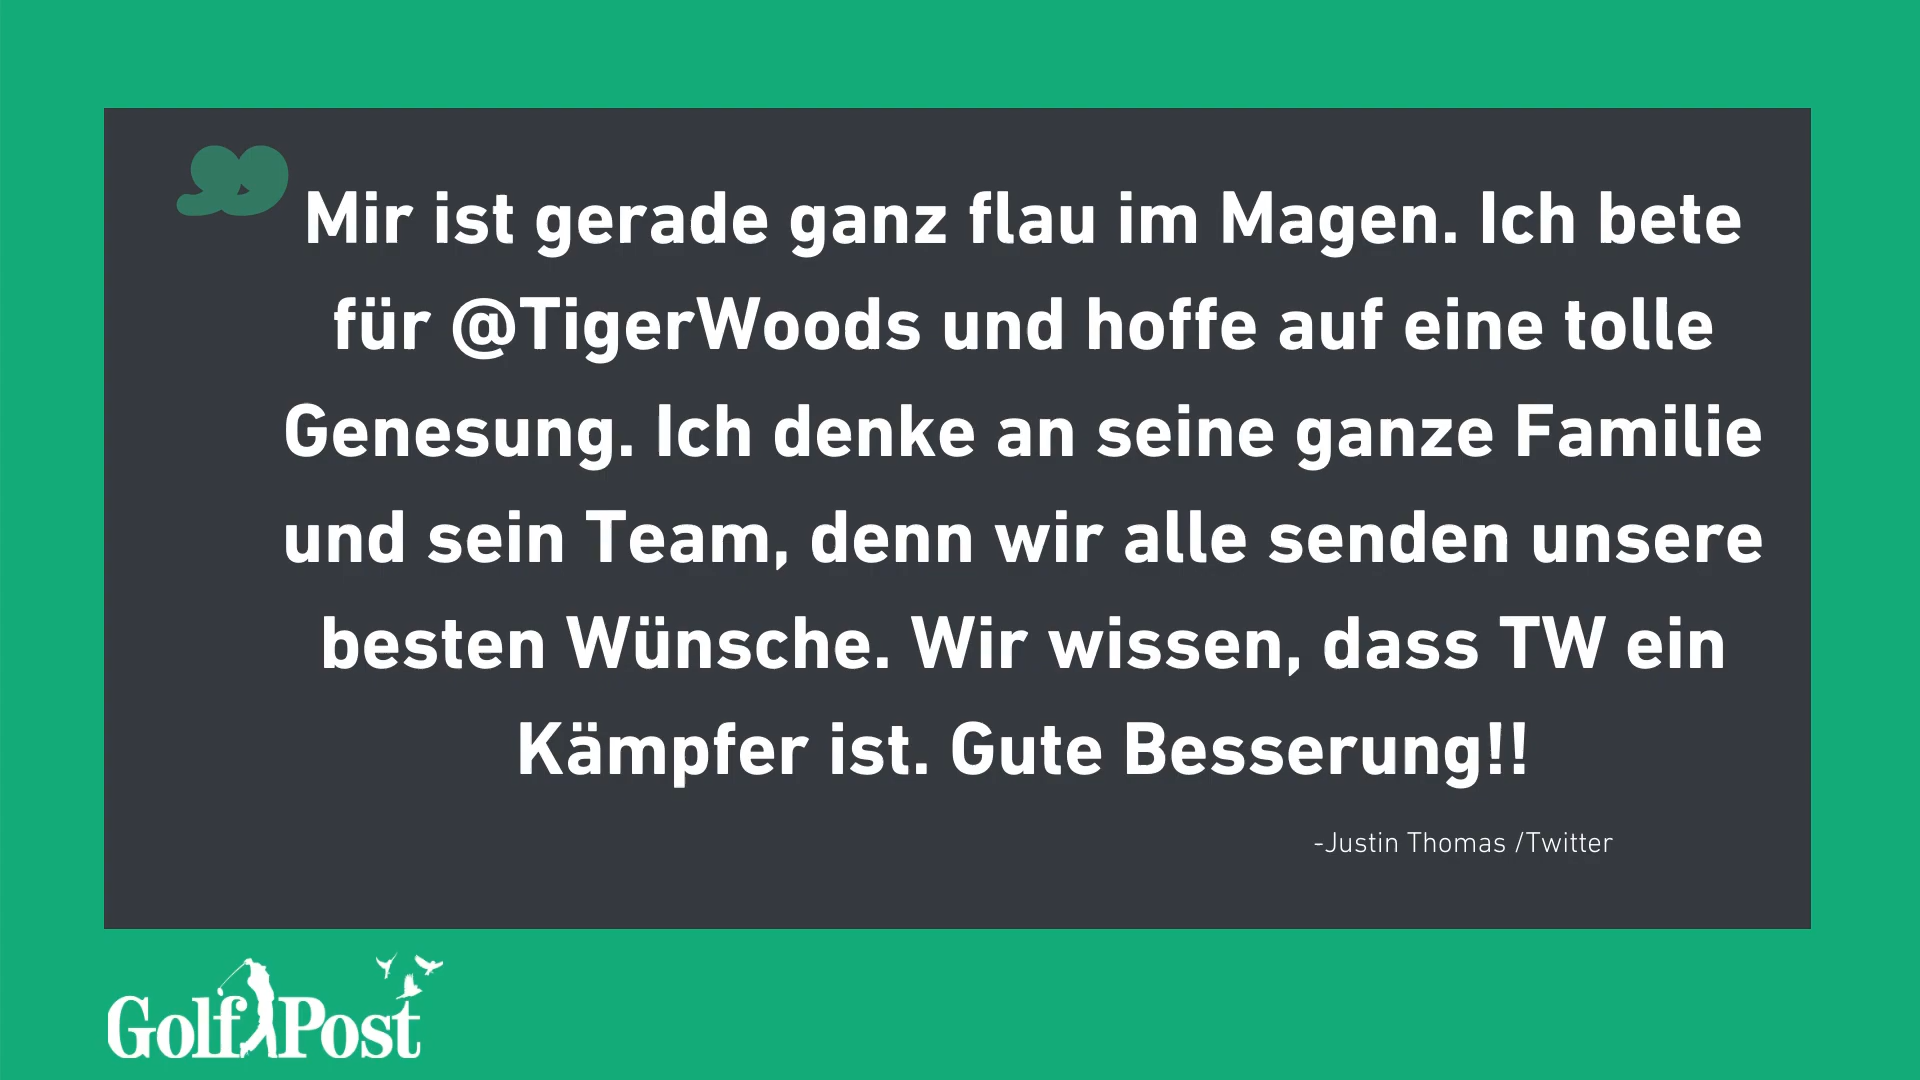 Mir ist gerade ganz flau im Magen. Ich bete
für @TigerWoods und hoffe auf eine tolle
Genesung. Ich denke an seine ganze Familie
und sein Team, denn wir alle senden unsere
besten Wünsche. Wir wissen, dass TW ein
Kämpfer ist. Gute Besserung!!
-Justin Thomas /Twitter
Golf Post